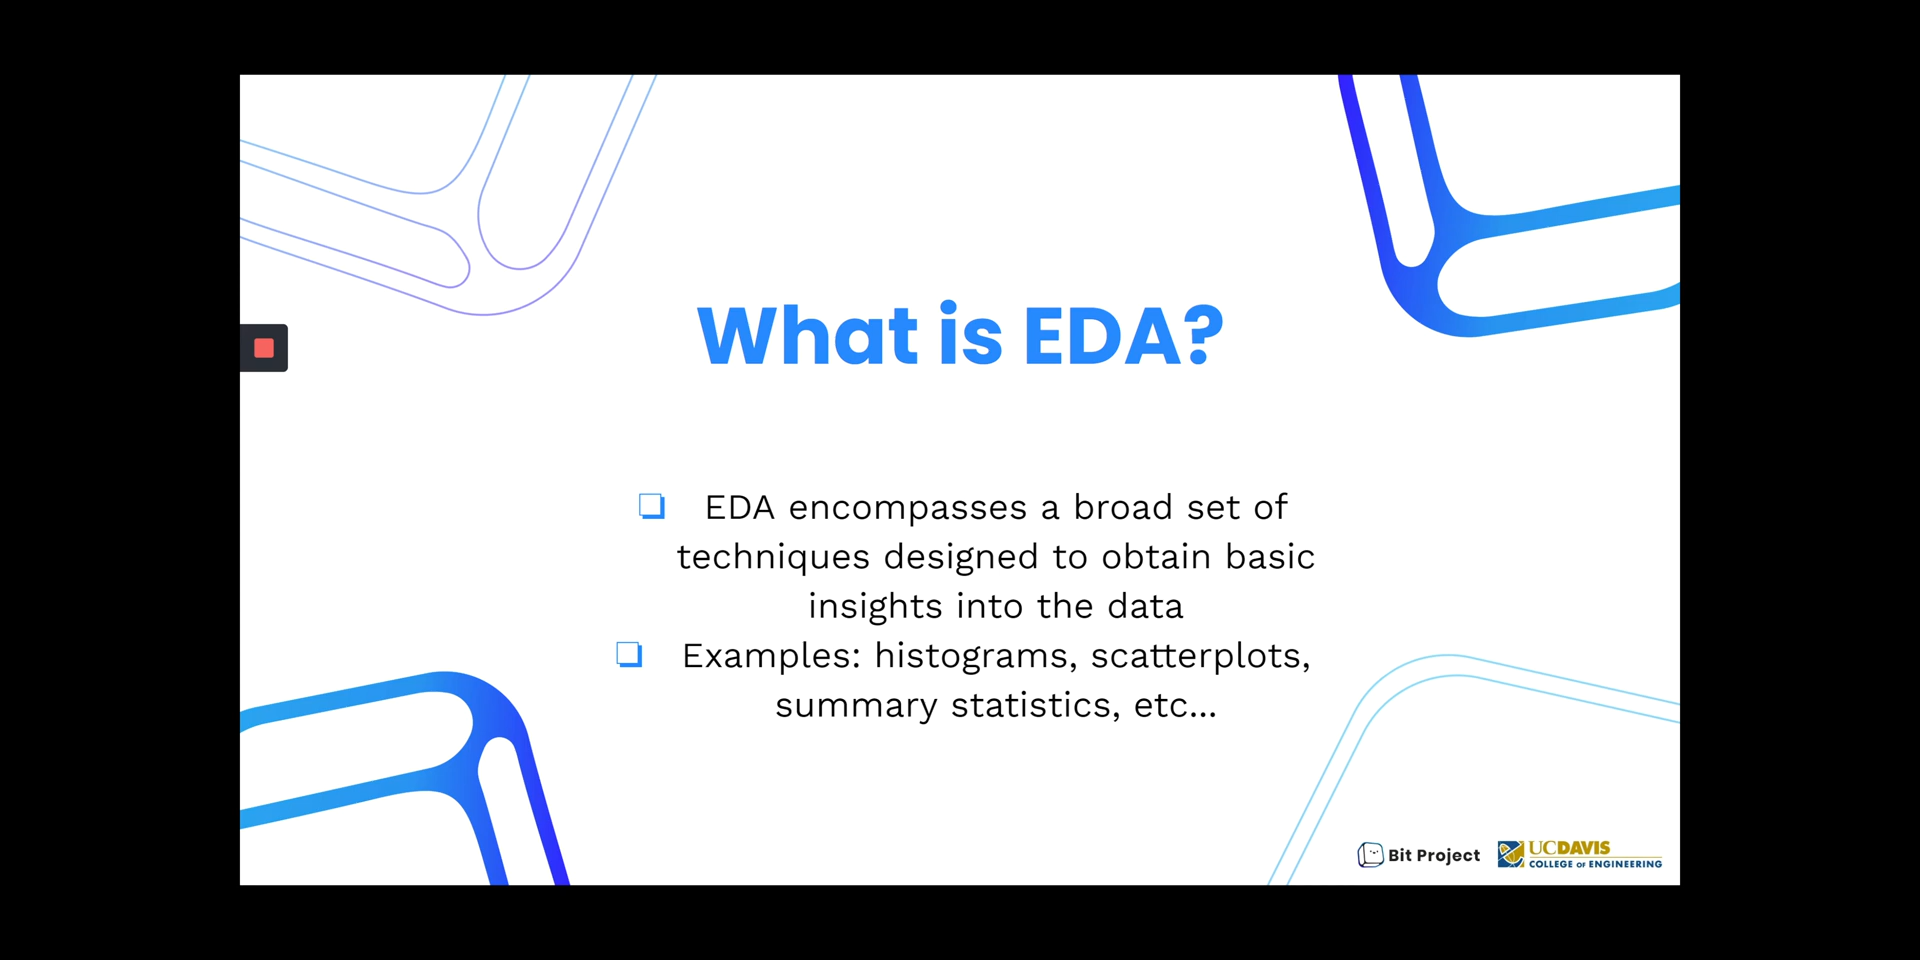 What is EDA?
❏ EDA encompasses a broad set of
techniques designed to obtain basic
insights into the data
❏ Examples: histograms, scatterplots,
summary statistics, etc...
Bit Project
UCDAVIS
COLLEGE OF ENGINEERING